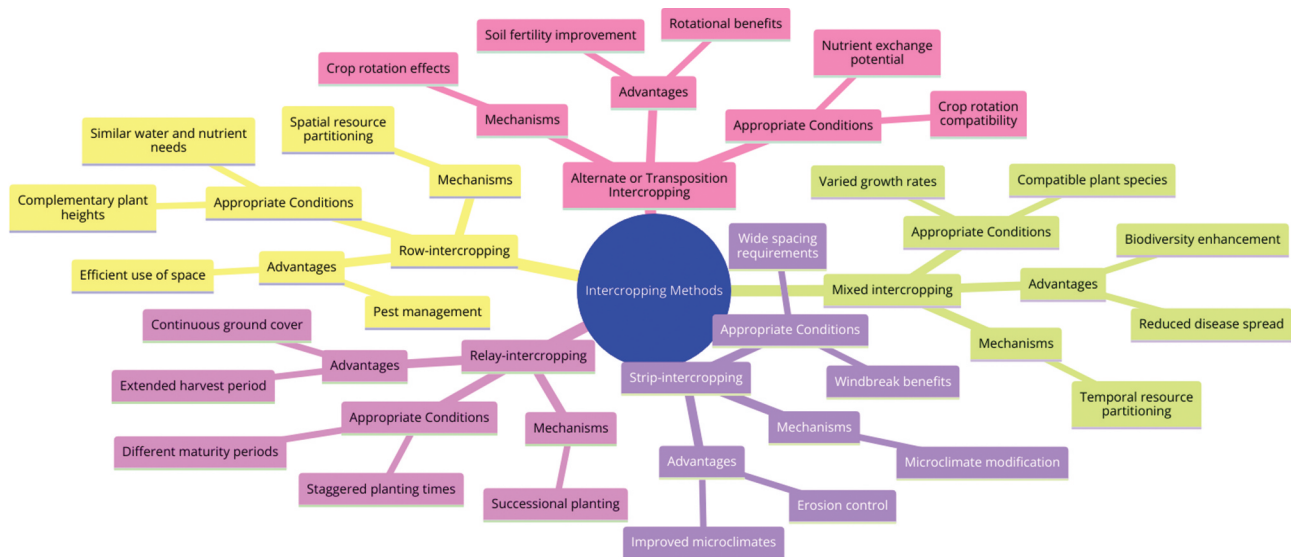 Intercropping Methods
Alternate or Transposition
Intercropping
Mechanisms
Crop rotation effects
Advantages
Soil fertility improvement
Rotational benefits
Appropriate Conditions
Nutrient exchange
potential
Crop rotation
compatibility
Row-intercropping
Mechanisms
Spatial resource
partitioning
Appropriate Conditions
Similar water and nutrient
needs
Complementary plant
heights
Advantages
Efficient use of space
Pest management
Mixed intercropping
Appropriate Conditions
Varied growth rates
Compatible plant species
Advantages
Biodiversity enhancement
Reduced disease spread
Mechanisms
Temporal resource
partitioning
Relay-intercropping
Advantages
Continuous ground cover
Extended harvest period
Appropriate Conditions
Different maturity periods
Staggered planting times
Mechanisms
Successional planting
Strip-intercropping
Appropriate Conditions
Wide spacing
requirements
Windbreak benefits
Mechanisms
Microclimate modification
Advantages
Erosion control
Improved microclimates